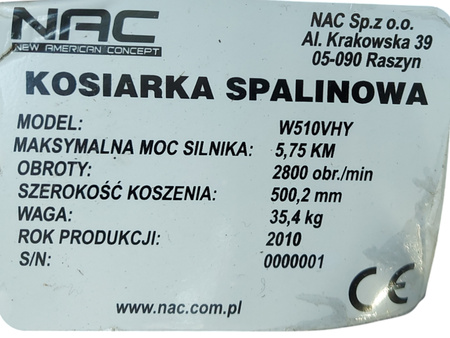 NAC
NEW AMERICAN CONCEPT
NAC Sp.z o.o.
Al. Krakowska 39
05-090 Raszyn
KOSIARKA SPALINOWA
MODEL: W510VHY
MAKSYMALNA MOC SILNIKA: 5,75 KM
OBROTY: 2800 obr./min
SZEROKOŚĆ KOSZENIA: 500,2 mm
WAGA: 35,4 kg
ROK PRODUKCJI: 2010
S/N: 0000001
www.nac.com.pl
CE